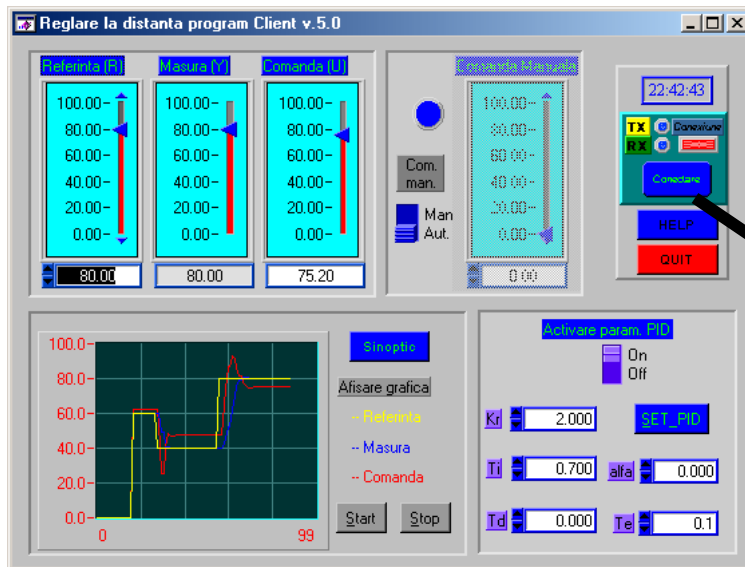 Reglare la distanta program Client v.5.0
Referinta (R)
100.00
80.00
60.00
40.00
20.00
0.00
80.00
Masura (Y)
100.00
80.00
60.00
40.00
20.00
0.00
80.00
Comanda (U)
100.00
80.00
60.00
40.00
20.00
0.00
75.20
Com.
man.
Man
Aut.
Comanda Manuala
100.00
80.00
60.00
40.00
20.00
0.00
0.00
22:42:43
TX
Conexiune
RX
Conectare
HELP
QUIT
100.0
80.0
60.0
40.0
20.0
0.0
0
99
Sinoptic
Afisare grafica
-- Referinta
-- Masura
-- Comanda
Start
Stop
Activare param. PID
On
Off
Kr
2.000
SET_PID
Ti
0.700
alfa
0.000
Td
0.000
Te
0.1